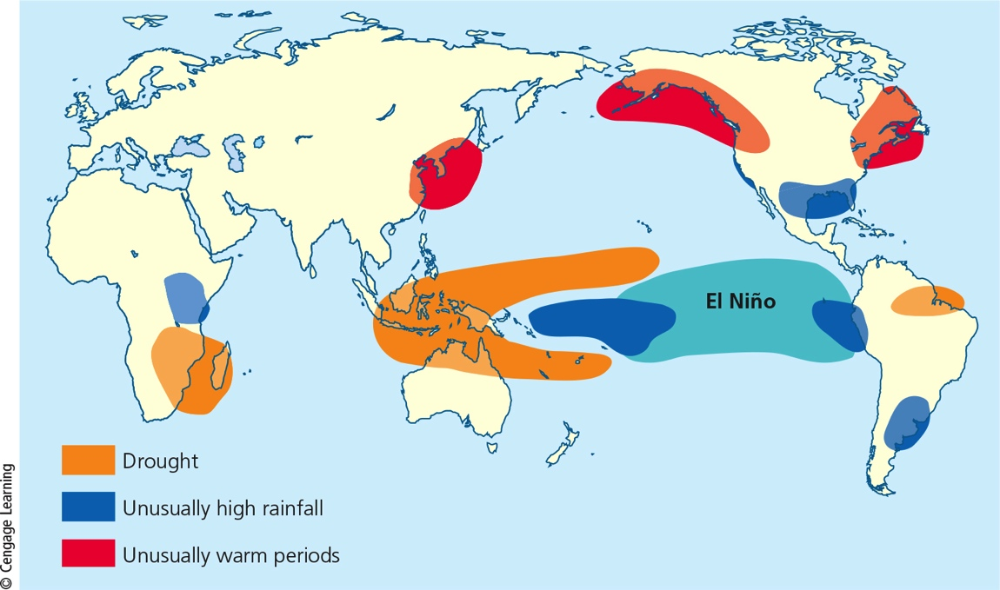 El Niño
Drought
Unusually high rainfall
Unusually warm periods
© Cengage Learning